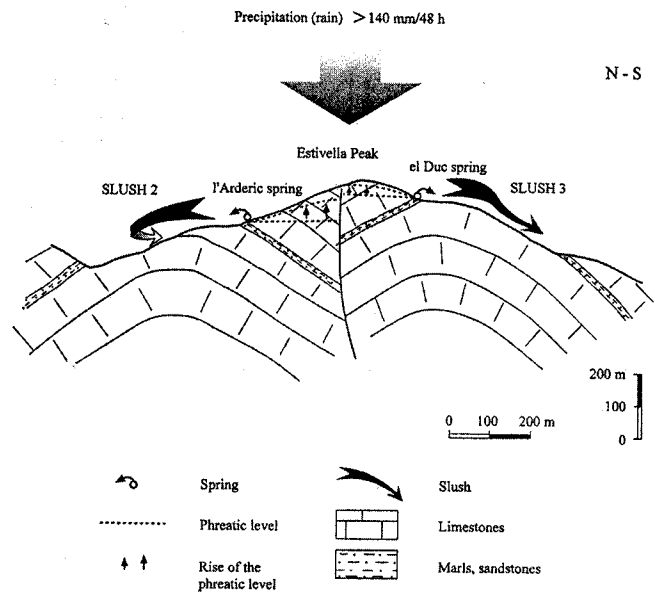 Precipitation (rain) > 140 mm/48 h
N - S
Estivella Peak
el Duc spring
SLUSH 2
l'Arderic spring
SLUSH 3
200 m
100
0
0 100 200 m
Spring
Slush
Phreatic level
Limestones
Rise of the
phreatic level
Marls, sandstones